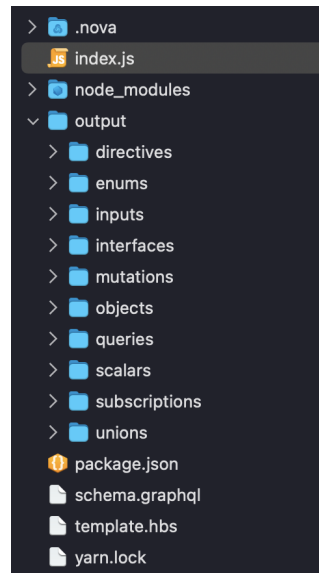 .nova
JS index.js
node_modules
output
directives
enums
inputs
interfaces
mutations
objects
queries
scalars
subscriptions
unions
package.json
schema.graphql
template.hbs
yarn.lock